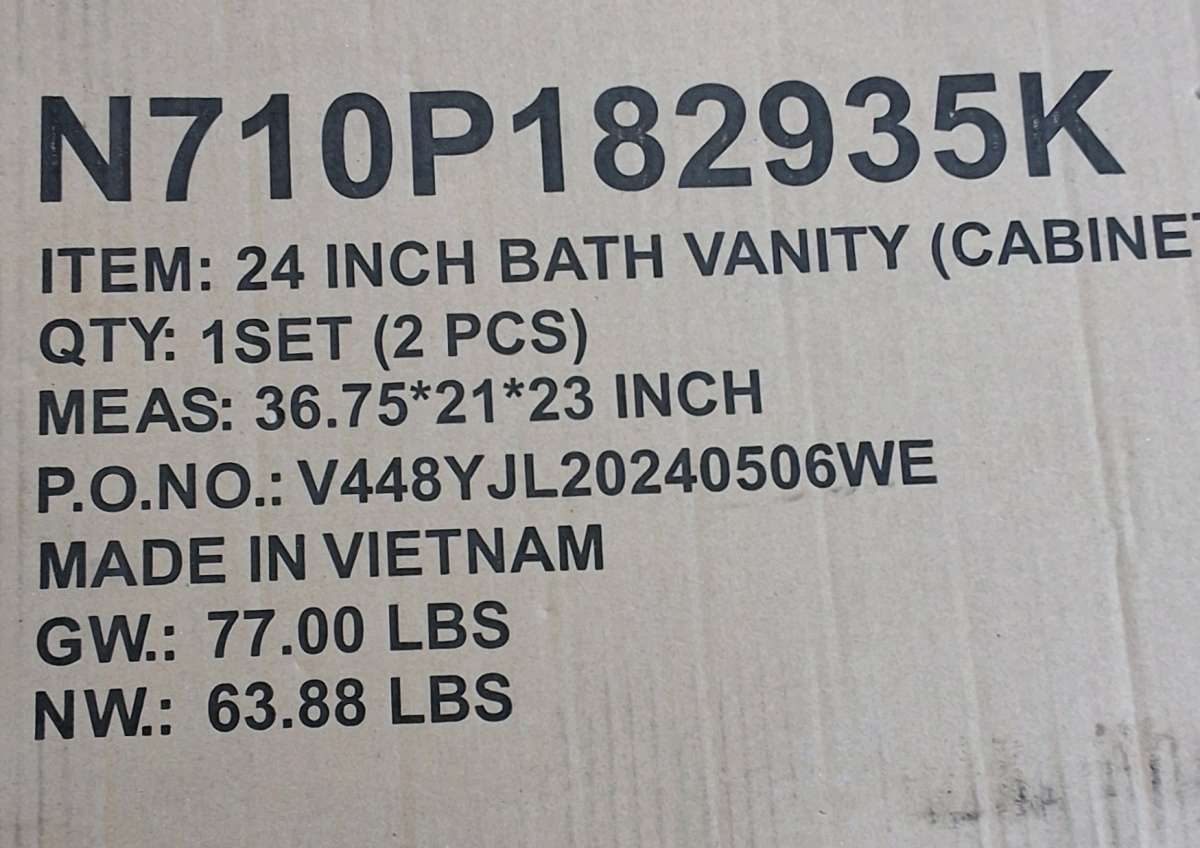 N710P182935K
ITEM: 24 INCH BATH VANITY (CABINET
QTY: 1SET (2 PCS)
MEAS: 36.75*21*23 INCH
P.O.NO.: V448YJL20240506WE
MADE IN VIETNAM
GW.: 77.00 LBS
NW.: 63.88 LBS